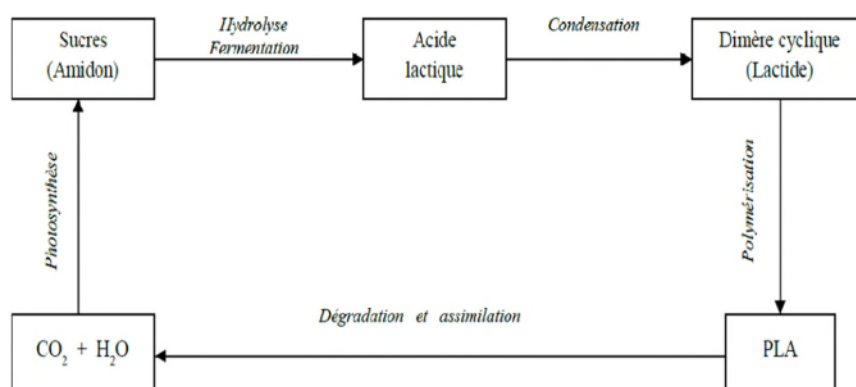 Sucres
(Amidon)
Hydrolyse
Fermentation
Acide
lactique
Condensation
Dimère cyclique
(Lactide)
Photosynthèse
Polymérisation
Dégradation et assimilation
CO₂ + H₂O
PLA